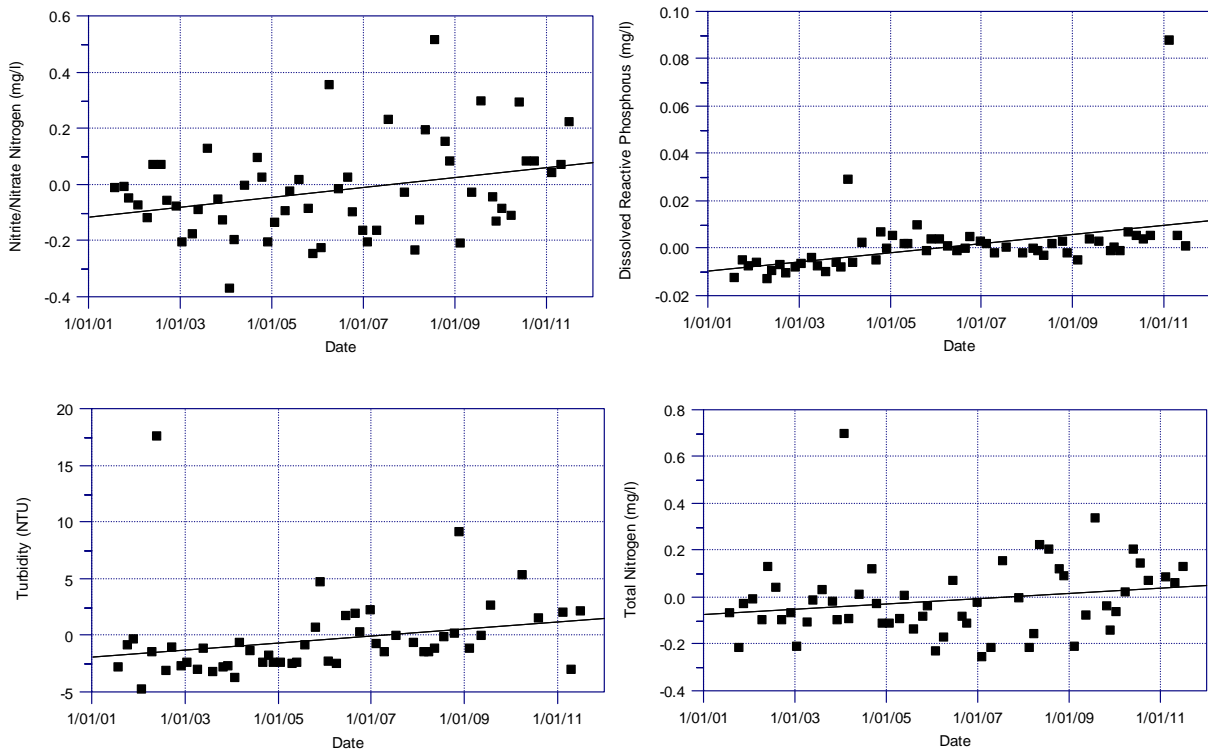 Nitrite/Nitrate Nitrogen (mg/l)
0.6
0.4
0.2
0.0
-0.2
-0.4
1/01/01 1/01/03 1/01/05 1/01/07 1/01/09 1/01/11
Date
Dissolved Reactive Phosphorus (mg/l)
0.10
0.08
0.06
0.04
0.02
0.00
-0.02
1/01/01 1/01/03 1/01/05 1/01/07 1/01/09 1/01/11
Date
Turbidity (NTU)
20
15
10
5
0
-5
1/01/01 1/01/03 1/01/05 1/01/07 1/01/09 1/01/11
Date
Total Nitrogen (mg/l)
0.8
0.6
0.4
0.2
0.0
-0.2
-0.4
1/01/01 1/01/03 1/01/05 1/01/07 1/01/09 1/01/11
Date